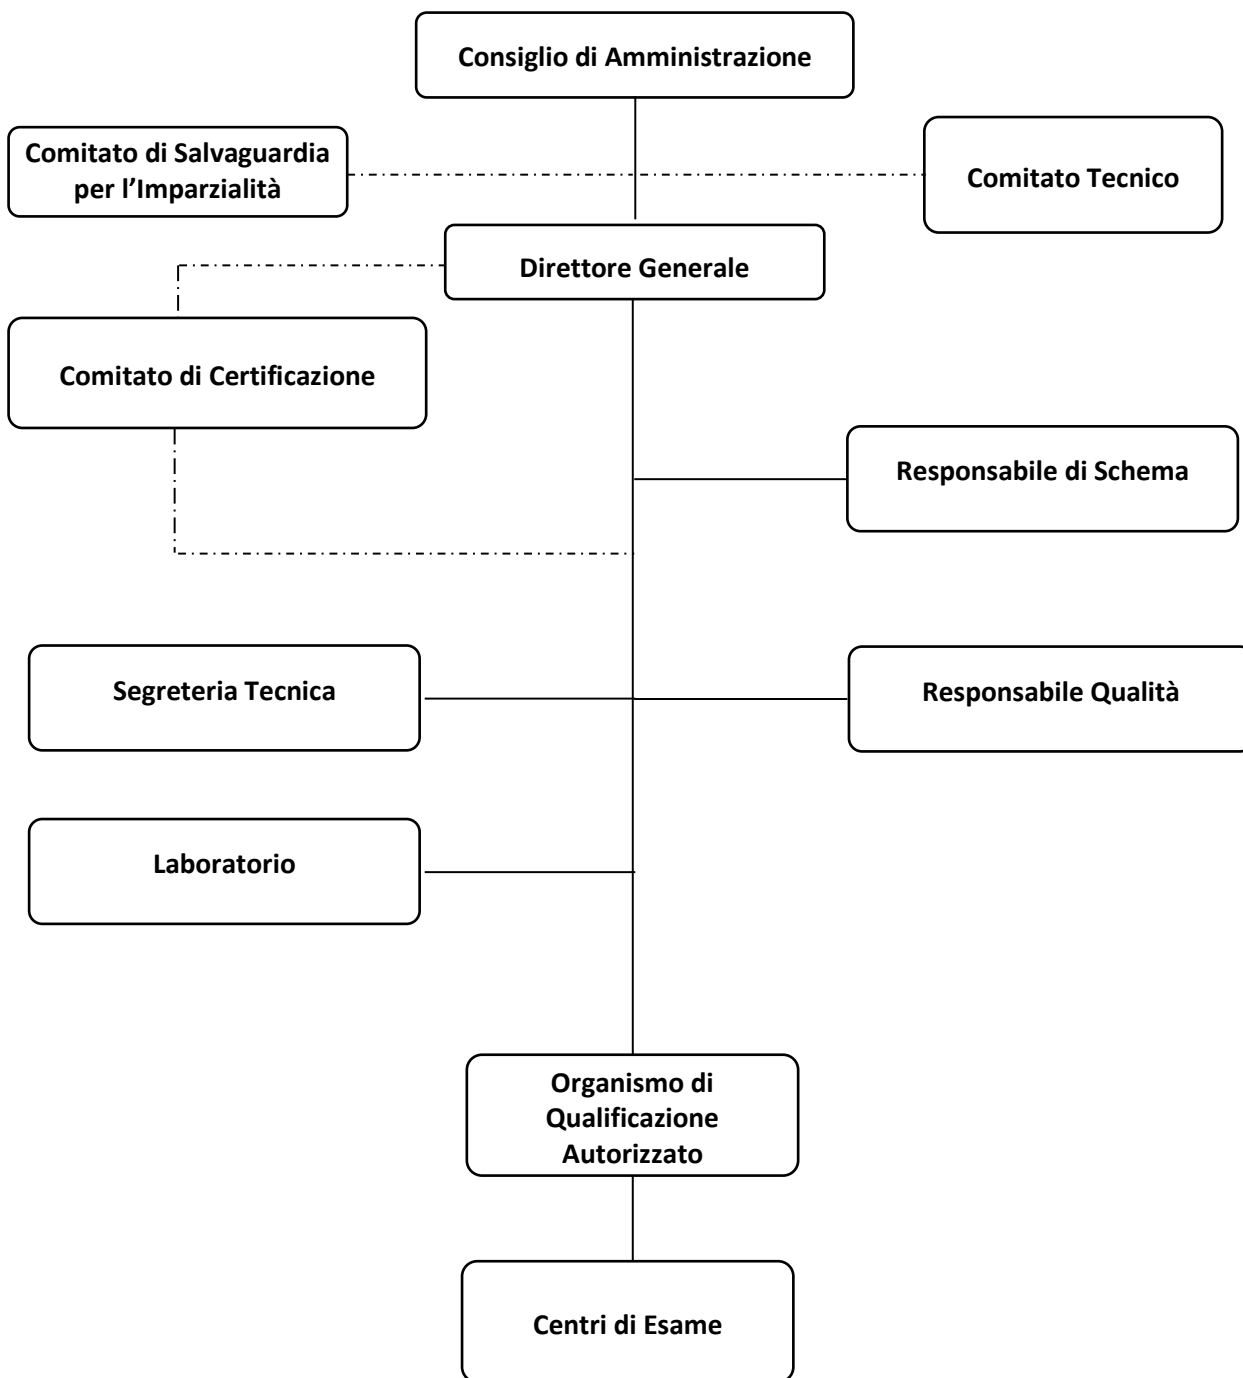 Consiglio di Amministrazione
Comitato di Salvaguardia
per l'Imparzialità
Comitato Tecnico
Direttore Generale
Comitato di Certificazione
Responsabile di Schema
Segreteria Tecnica
Responsabile Qualità
Laboratorio
Organismo di
Qualificazione
Autorizzato
Centri di Esame